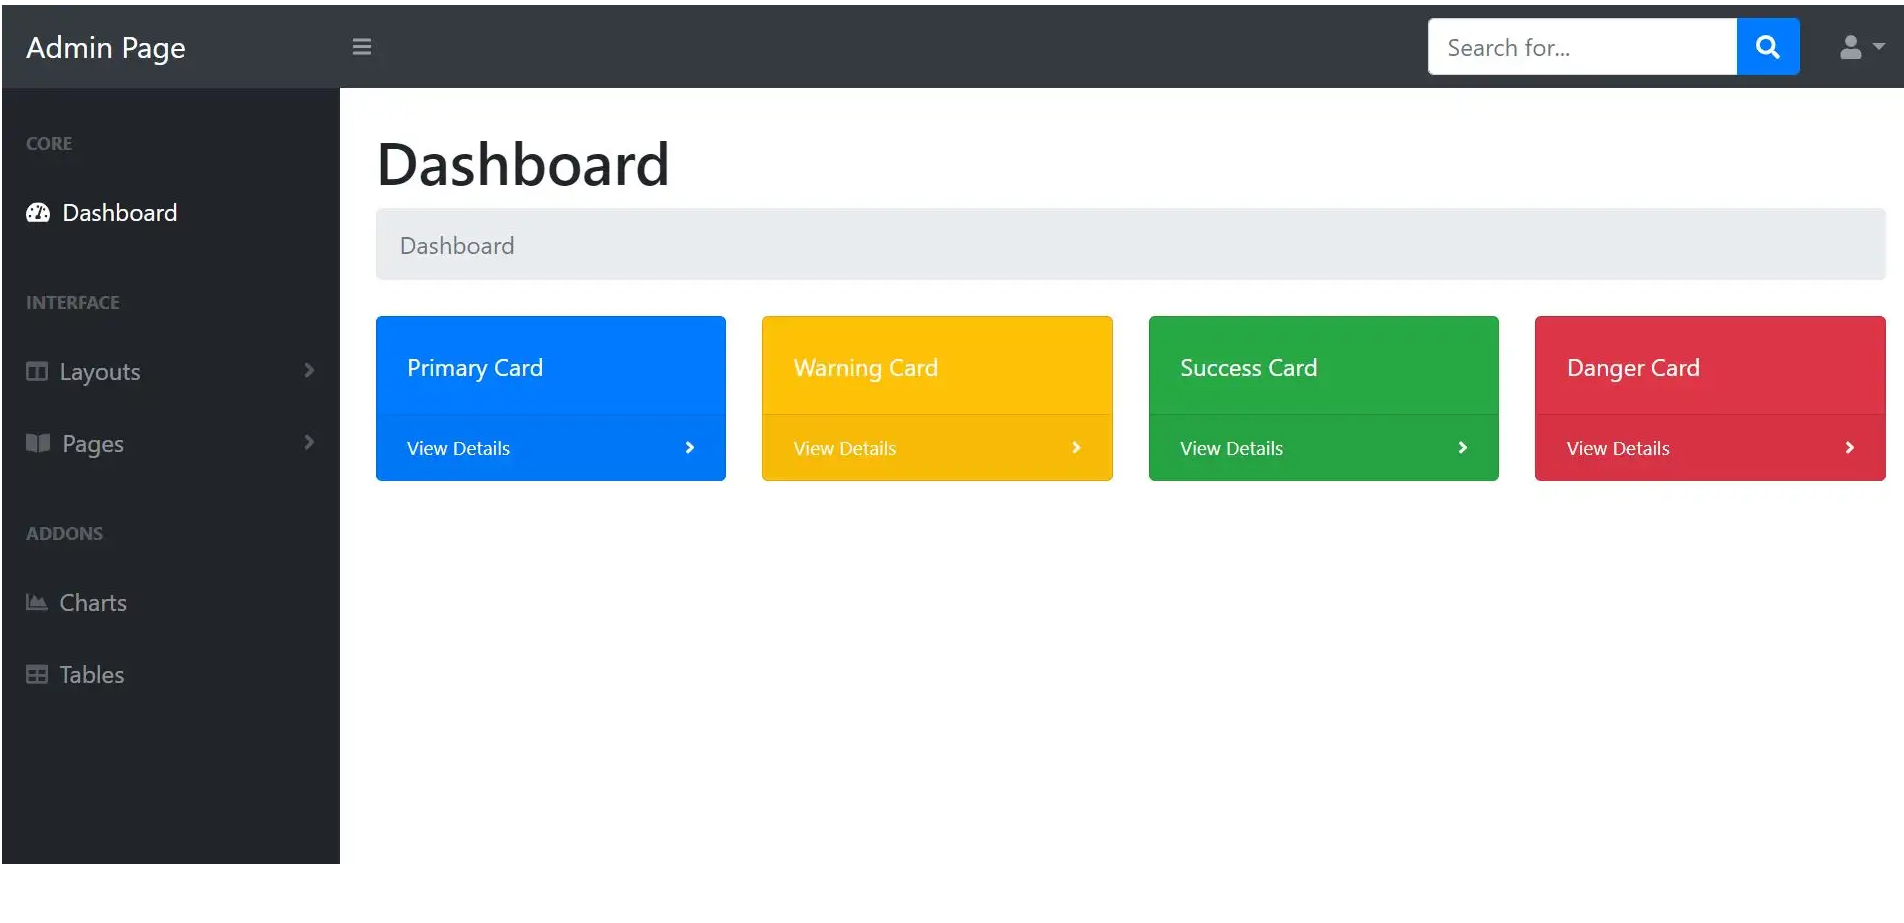 Admin Page
Search for...
CORE
Dashboard
INTERFACE
Layouts
Pages
ADDONS
Charts
Tables
Dashboard
Dashboard
Primary Card
View Details
Warning Card
View Details
Success Card
View Details
Danger Card
View Details